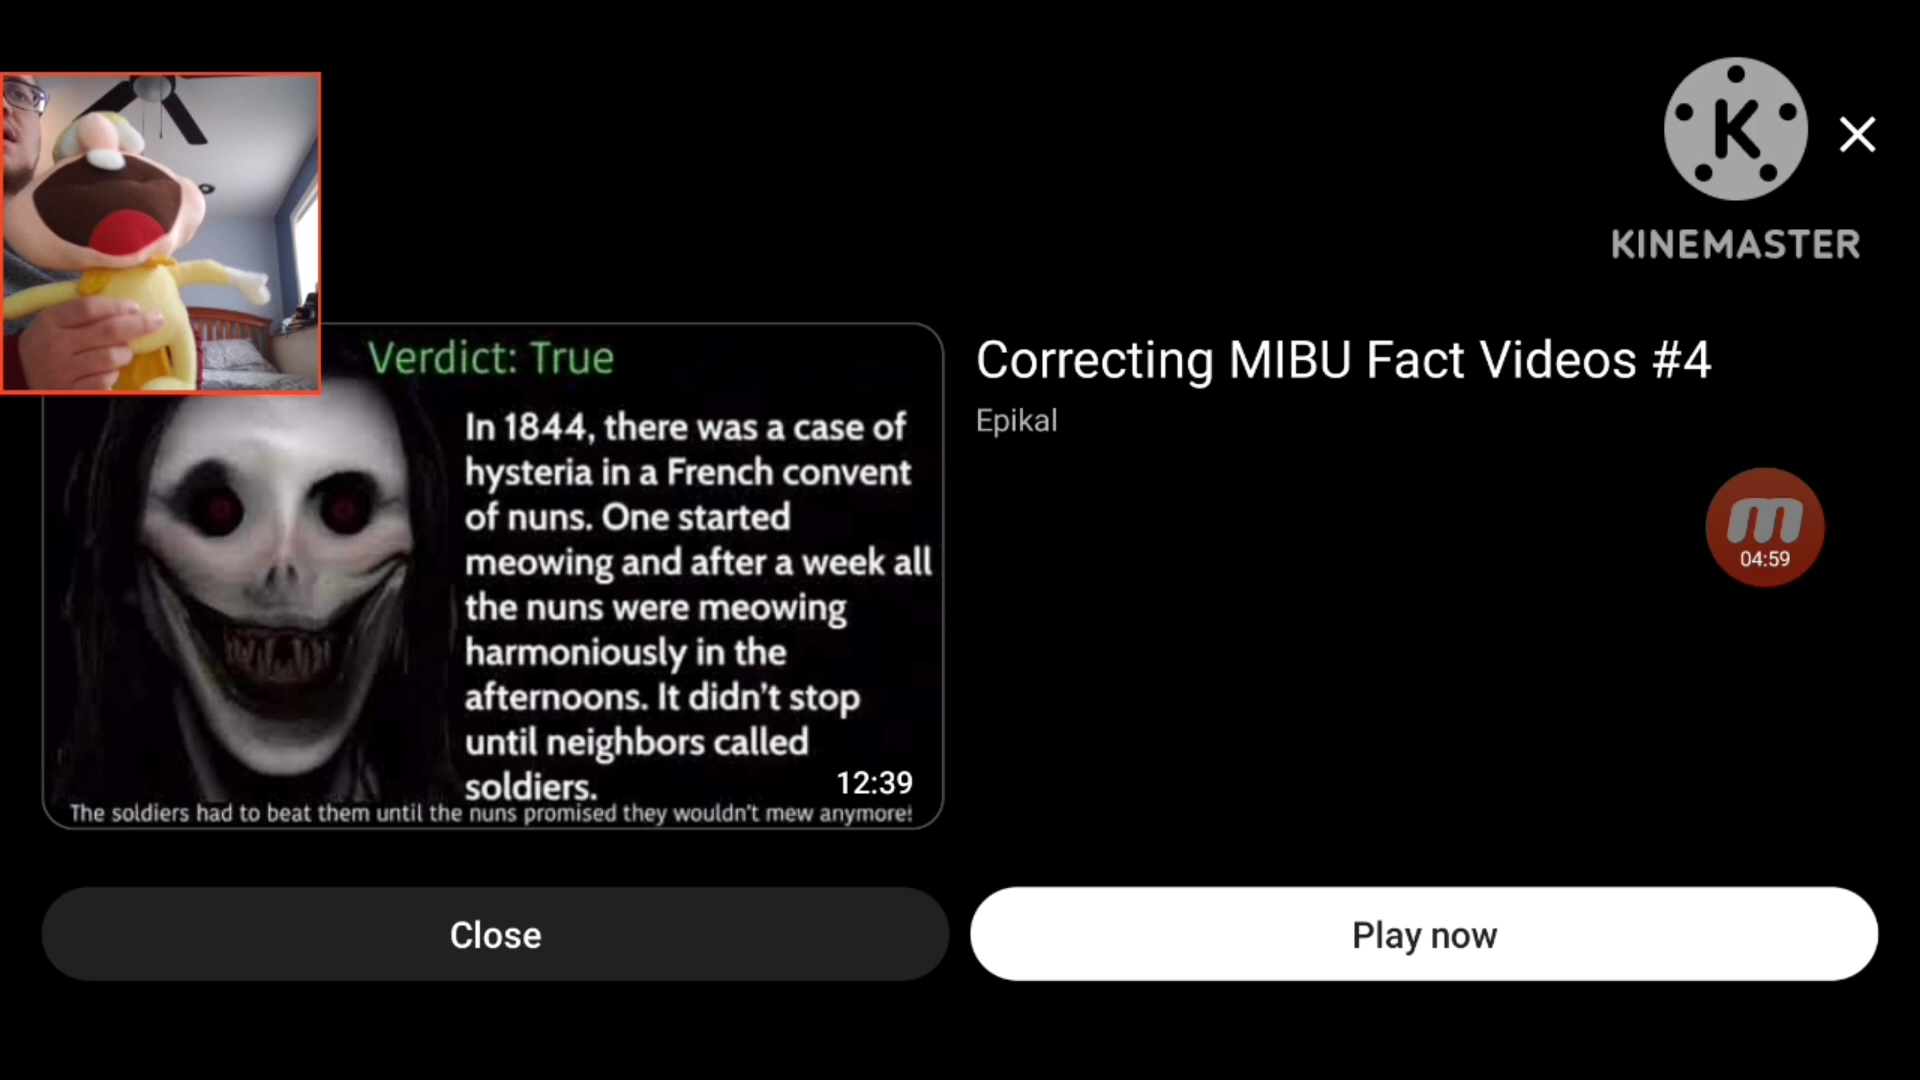 K
KINEMASTER
Verdict: True
In 1844, there was a case of
hysteria in a French convent
of nuns. One started
meowing and after a week all
the nuns were meowing
harmoniously in the
afternoons. It didn't stop
until neighbors called
soldiers.
12:39
The soldiers had to beat them until the nuns promised they wouldn't mew anymore!
Correcting MIBU Fact Videos #4
Epikal
m
04:59
Close
Play now